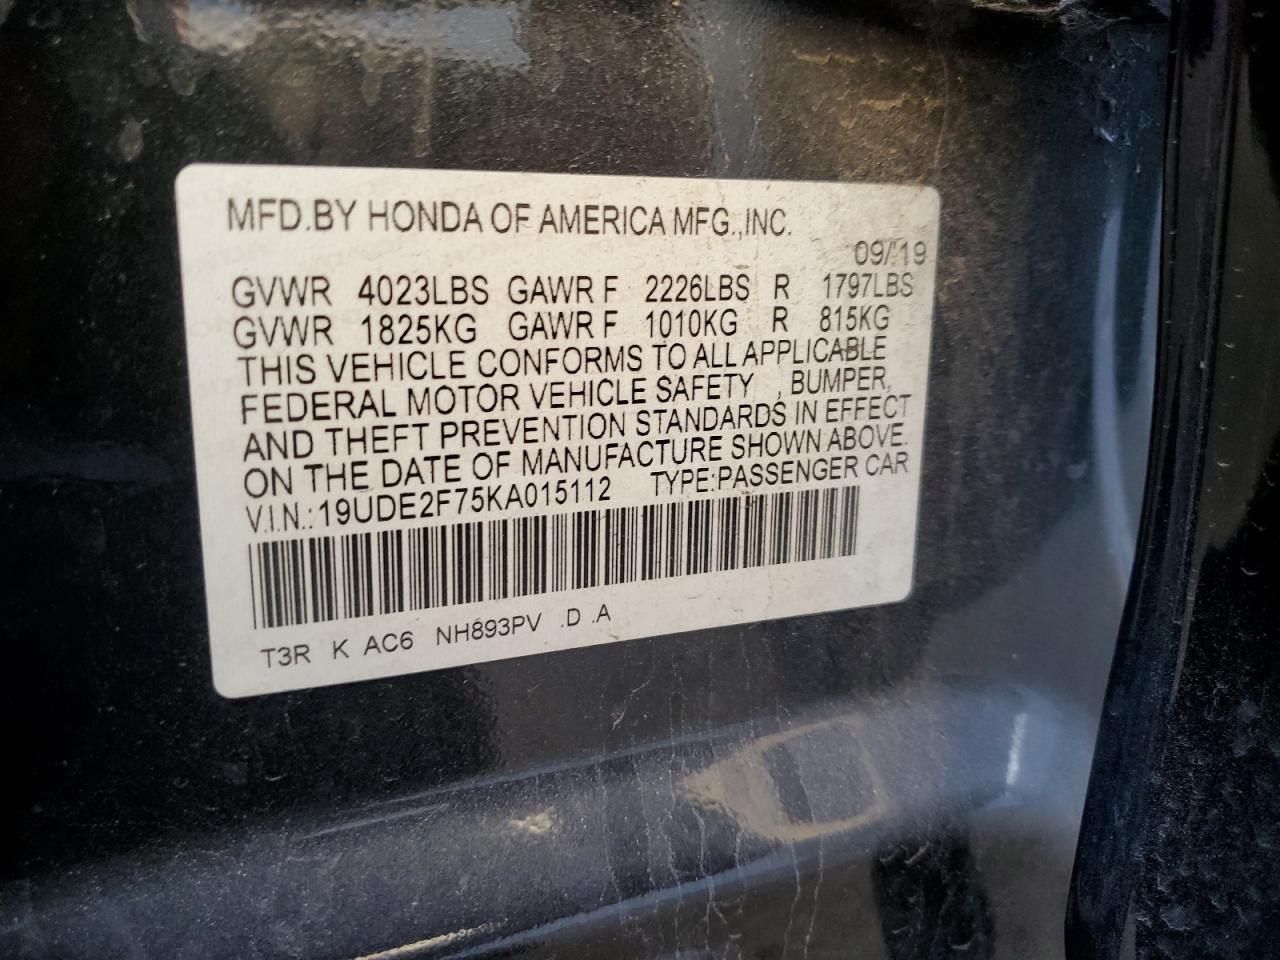 MFD.BY HONDA OF AMERICA MFG.,INC.
09/'19
GVWR 4023LBS GAWR F 2226LBS R 1797LBS
GVWR 1825KG GAWR F 1010KG R 815KG
THIS VEHICLE CONFORMS TO ALL APPLICABLE
FEDERAL MOTOR VEHICLE SAFETY , BUMPER,
AND THEFT PREVENTION STANDARDS IN EFFECT
ON THE DATE OF MANUFACTURE SHOWN ABOVE.
V.I.N.:19UDE2F75KA015112 TYPE:PASSENGER CAR
T3R K AC6 NH893PV .D .A